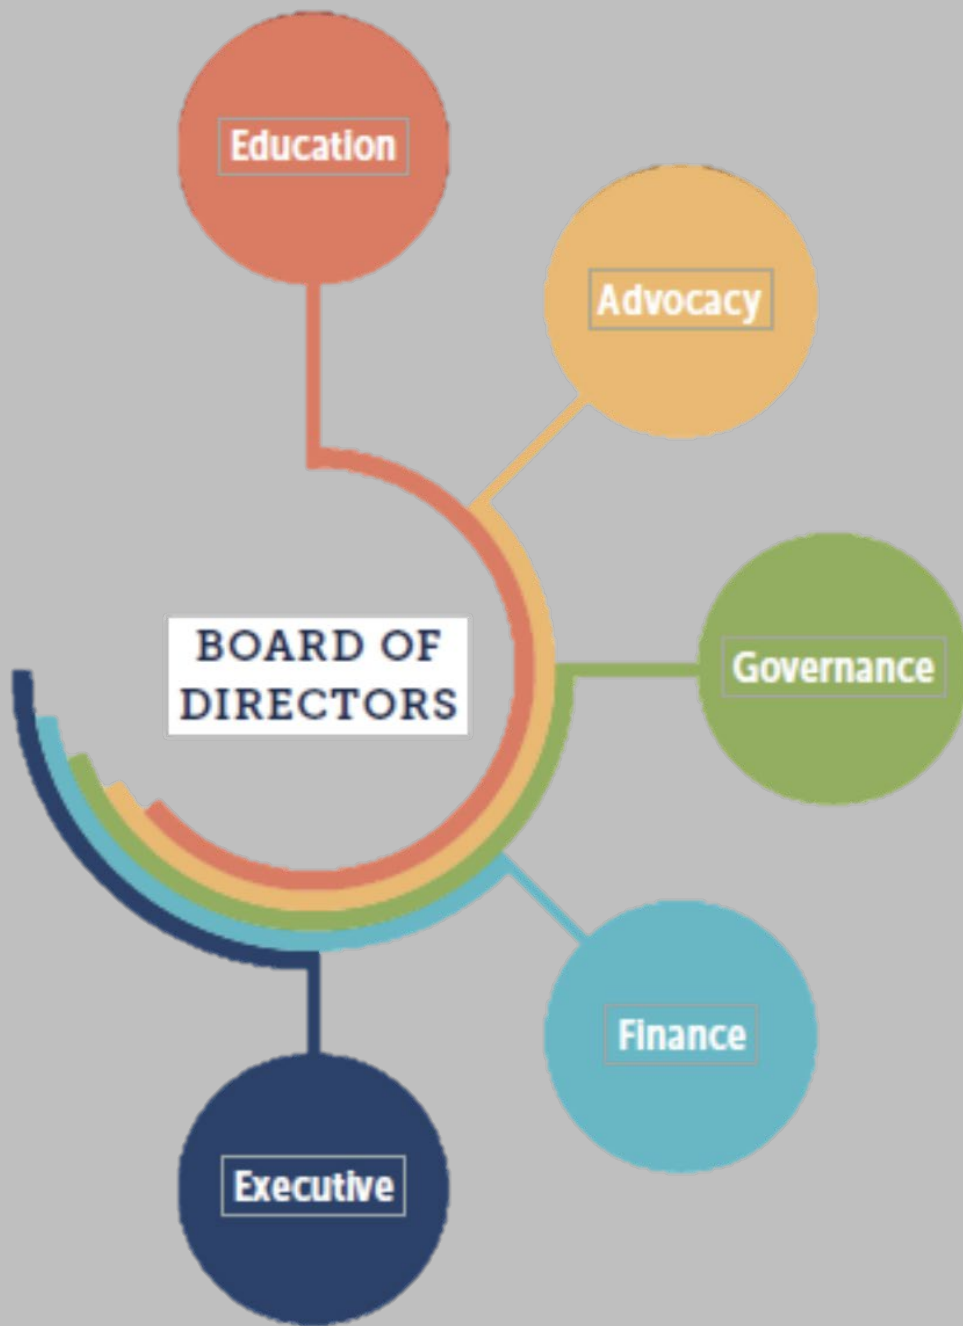 Education
Advocacy
BOARD OF
DIRECTORS
Governance
Finance
Executive